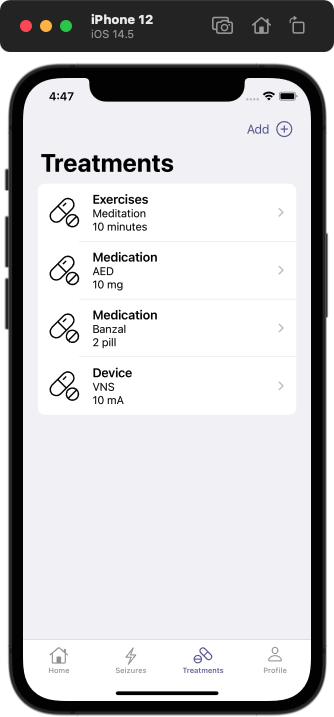 iPhone 12
iOS 14.5
4:47
Add
Treatments
Exercises
Meditation
10 minutes
Medication
AED
10 mg
Medication
Banzal
2 pill
Device
VNS
10 mA
Home
Seizures
Treatments
Profile